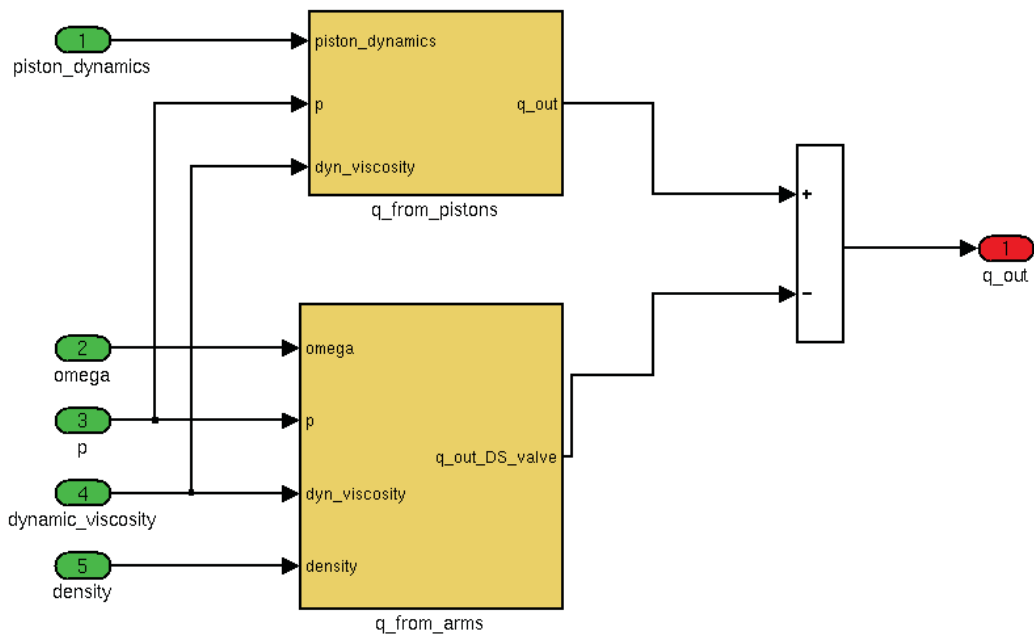 1
piston_dynamics
piston_dynamics
p
dyn_viscosity
q_out
q_from_pistons
+
−
1
q_out
2
omega
3
p
4
dynamic_viscosity
5
density
omega
p
dyn_viscosity
density
q_out_DS_valve
q_from_arms